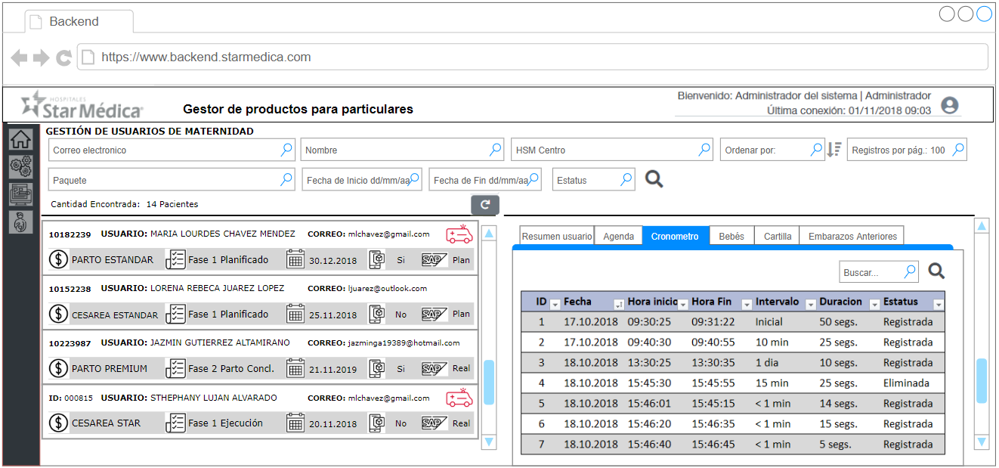 Backend
https://www.backend.starmedica.com
HOSPITALES
Star Médica
Gestor de productos para particulares
Bienvenido: Administrador del sistema | Administrador
Última conexión: 01/11/2018 09:03
GESTIÓN DE USUARIOS DE MATERNIDAD
Correo electronico Nombre HSM Centro Ordenar por: Registros por pág.: 100
Paquete Fecha de Inicio dd/mm/aa Fecha de Fin dd/mm/aa Estatus
Cantidad Encontrada: 14 Pacientes
10182239 USUARIO: MARIA LOURDES CHAVEZ MENDEZ CORREO: mlchavez@gmail.com
$ PARTO ESTANDAR Fase 1 Planificado 30.12.2018 Si SAP Plan
10152238 USUARIO: LORENA REBECA JUAREZ LOPEZ CORREO: ljuarez@outlook.com
$ CESAREA ESTANDAR Fase 1 Planificado 25.11.2018 No SAP Plan
10223987 USUARIO: JAZMIN GUTIERREZ ALTAMIRANO CORREO: jazminga19389@hotmail.com
$ PARTO PREMIUM Fase 2 Parto Concl. 21.11.2019 Si SAP Real
ID: 000815 USUARIO: STHEPHANY LUJAN ALVARADO CORREO: mlchavez@gmail.com
$ CESAREA STAR Fase 1 Ejecución 20.11.2018 No SAP Real
Resumen usuario Agenda Cronometro Bebés Cartilla Embarazos Anteriores
Buscar...
ID Fecha Hora inicio Hora Fin Intervalo Duracion Estatus
1 17.10.2018 09:30:25 09:31:22 Inicial 50 segs. Registrada
2 17.10.2018 09:40:30 09:40:55 10 min 25 segs. Registrada
3 18.10.2018 13:30:25 13:30:35 1 dia 10 segs. Registrada
4 18.10.2018 15:45:30 15:45:55 15 min 25 segs. Eliminada
5 18.10.2018 15:46:01 15:45:15 < 1 min 14 segs. Registrada
6 18.10.2018 15:46:20 15:46:35 < 1 min 15 segs. Registrada
7 18.10.2018 15:46:40 15:46:45 < 1 min 5 segs. Registrada